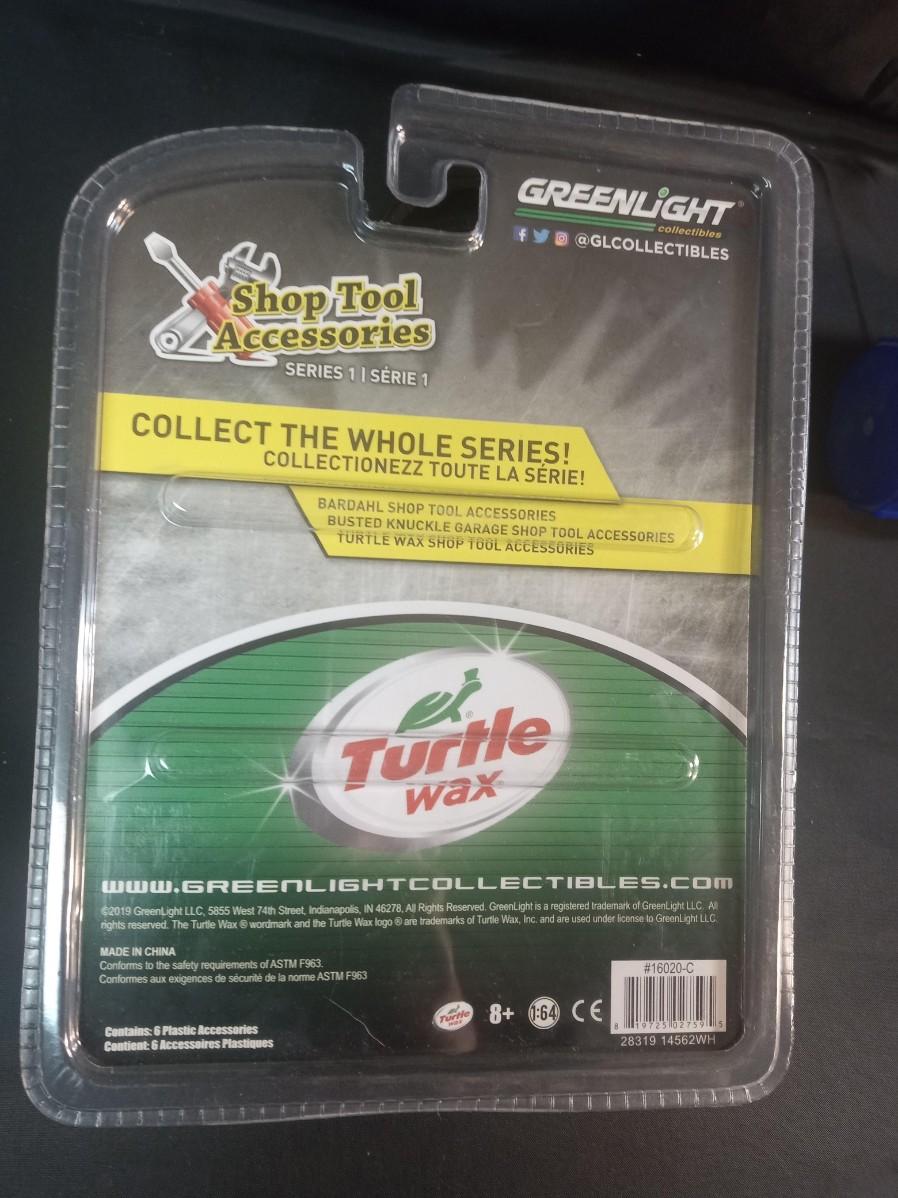 GREENLiGHT®
collectibles
@GLCOLLECTIBLES
Shop Tool
Accessories
SERIES 1 | SÉRIE 1
COLLECT THE WHOLE SERIES!
COLLECTIONEZZ TOUTE LA SÉRIE!
BARDAHL SHOP TOOL ACCESSORIES
BUSTED KNUCKLE GARAGE SHOP TOOL ACCESSORIES
TURTLE WAX SHOP TOOL ACCESSORIES
Turtle®
wax®
www.GREENLIGHTCOLLECTIBLES.com
©2019 GreenLight LLC, 5855 West 74th Street, Indianapolis, IN 46278, All Rights Reserved. GreenLight is a registered trademark of GreenLight LLC. All
rights reserved. The Turtle Wax ® wordmark and the Turtle Wax logo ® are trademarks of Turtle Wax, Inc. and are used under license to GreenLight LLC.
MADE IN CHINA
Conforms to the safety requirements of ASTM F963.
Conformes aux exigences de sécurité de la norme ASTM F963
#16020-C
Turtle
wax
8+
1:64
CE
8 19725 02759 5
28319 14562WH
Contains: 6 Plastic Accessories
Contient: 6 Accessoires Plastiques